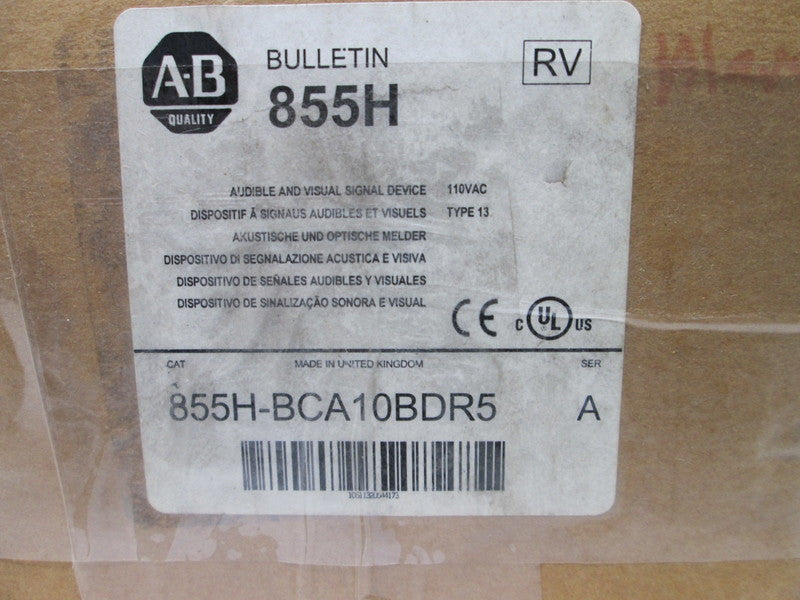 A-B
QUALITY
BULLETIN
855H
RV
AUDIBLE AND VISUAL SIGNAL DEVICE 110VAC
DISPOSITIF À SIGNAUS AUDIBLES ET VISUELS TYPE 13
AKUSTISCHE UND OPTISCHE MELDER
DISPOSITIVO DI SEGNALAZIONE ACUSTICA E VISIVA
DISPOSITIVO DE SEÑALES AUDIBLES Y VISUALES
DISPOSITIVO DE SINALIZAÇÃO SONORA E VISUAL
CE C UL US
CAT MADE IN UNITED KINGDOM SER
855H-BCA10BDR5 A